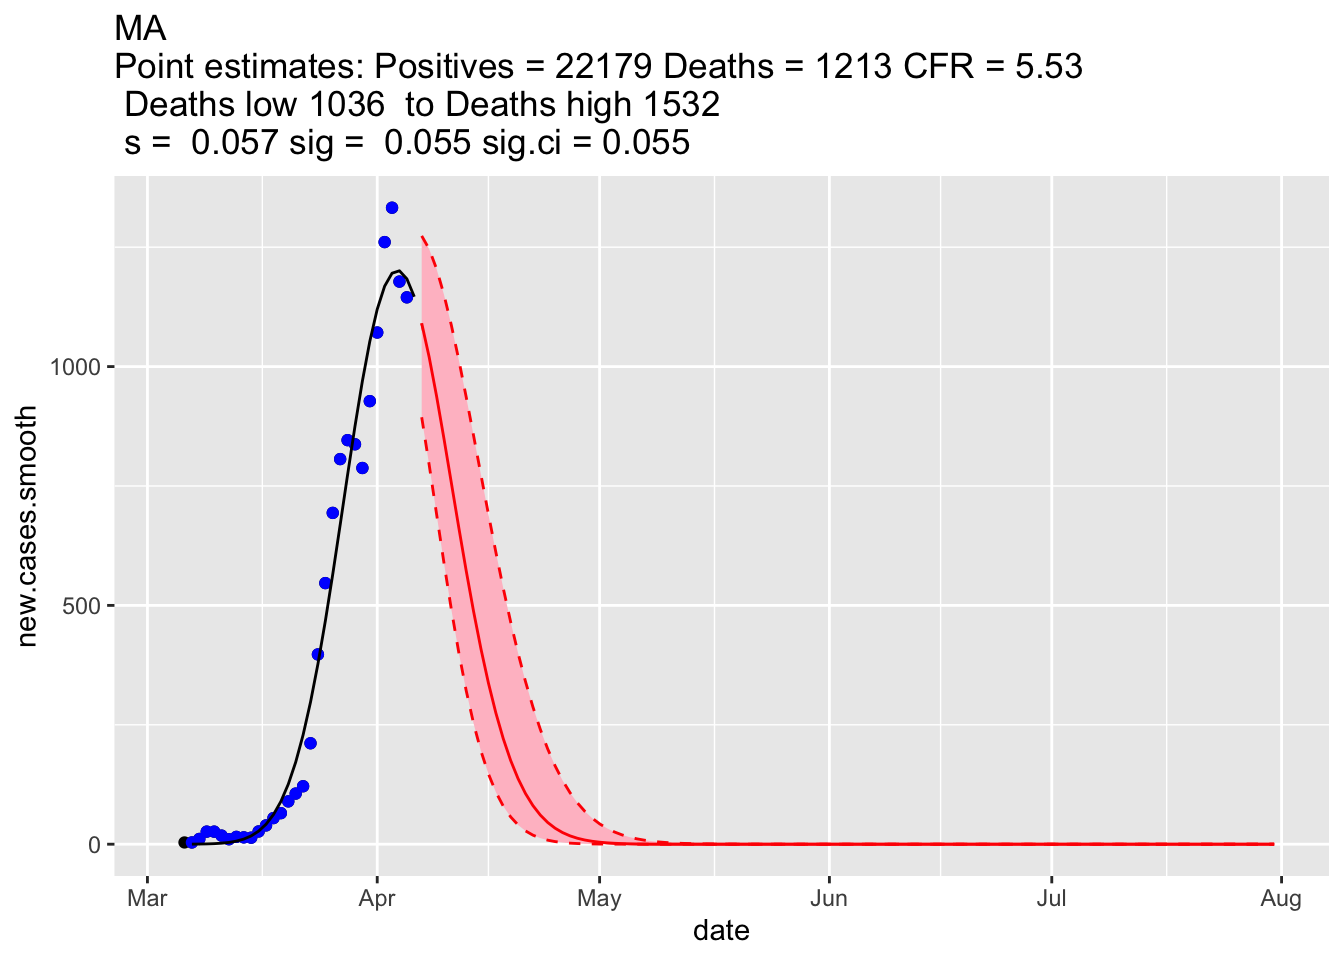 MA
Point estimates: Positives = 22179 Deaths = 1213 CFR = 5.53
Deaths low 1036  to Deaths high 1532
s =  0.057 sig =  0.055 sig.ci = 0.055
new.cases.smooth
1000
500
0
Mar Apr May Jun Jul Aug
date